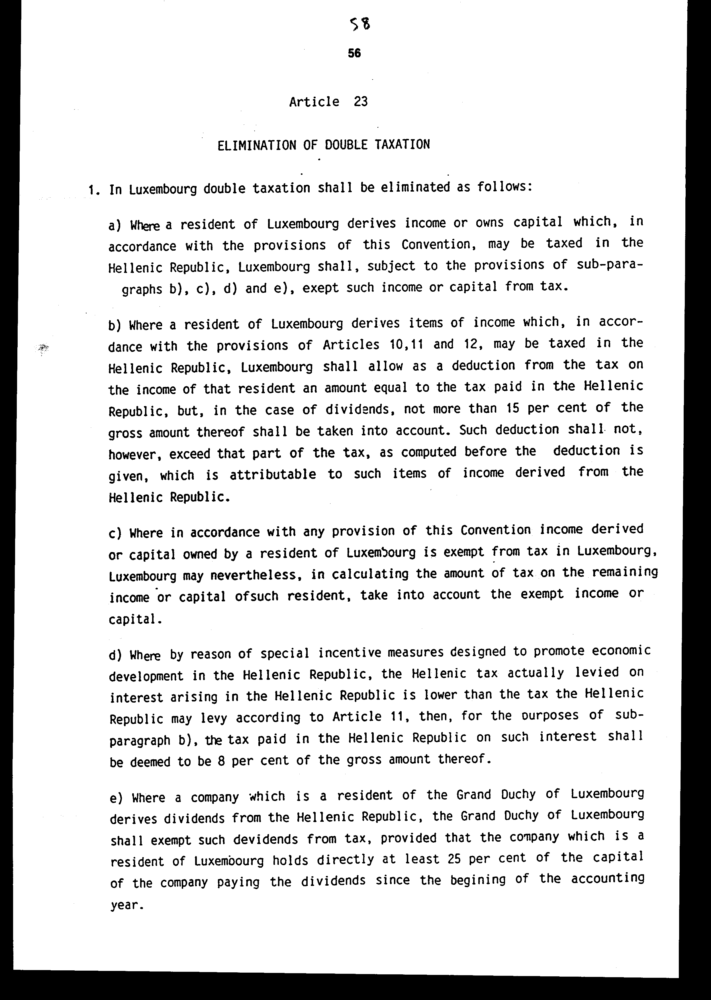 58
56
Article 23
ELIMINATION OF DOUBLE TAXATION
1. In Luxembourg double taxation shall be eliminated as follows:
a) Where a resident of Luxembourg derives income or owns capital which, in
accordance with the provisions of this Convention, may be taxed in the
Hellenic Republic, Luxembourg shall, subject to the provisions of sub-para-
graphs b), c), d) and e), exept such income or capital from tax.
b) Where a resident of Luxembourg derives items of income which, in accor-
dance with the provisions of Articles 10,11 and 12, may be taxed in the
Hellenic Republic, Luxembourg shall allow as a deduction from the tax on
the income of that resident an amount equal to the tax paid in the Hellenic
Republic, but, in the case of dividends, not more than 15 per cent of the
gross amount thereof shall be taken into account. Such deduction shall not,
however, exceed that part of the tax, as computed before the deduction is
given, which is attributable to such items of income derived from the
Hellenic Republic.
c) Where in accordance with any provision of this Convention income derived
or capital owned by a resident of Luxembourg is exempt from tax in Luxembourg,
Luxembourg may nevertheless, in calculating the amount of tax on the remaining
income or capital ofsuch resident, take into account the exempt income or
capital.
d) Where by reason of special incentive measures designed to promote economic
development in the Hellenic Republic, the Hellenic tax actually levied on
interest arising in the Hellenic Republic is lower than the tax the Hellenic
Republic may levy according to Article 11, then, for the purposes of sub-
paragraph b), the tax paid in the Hellenic Republic on such interest shall
be deemed to be 8 per cent of the gross amount thereof.
e) Where a company which is a resident of the Grand Duchy of Luxembourg
derives dividends from the Hellenic Republic, the Grand Duchy of Luxembourg
shall exempt such devidends from tax, provided that the company which is a
resident of Luxembourg holds directly at least 25 per cent of the capital
of the company paying the dividends since the begining of the accounting
year.